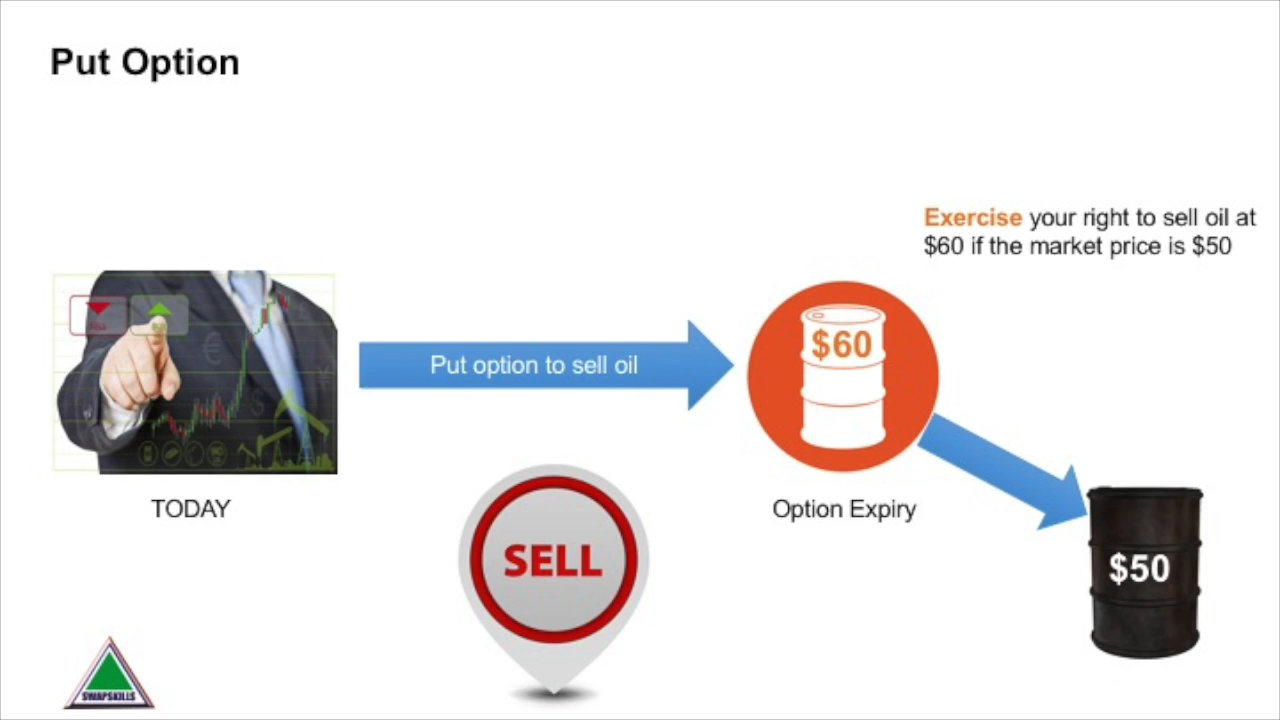 Put Option
Exercise your right to sell oil at
$60 if the market price is $50
$60
Put option to sell oil
TODAY
Option Expiry
SELL
$50
SWAPSKILLS